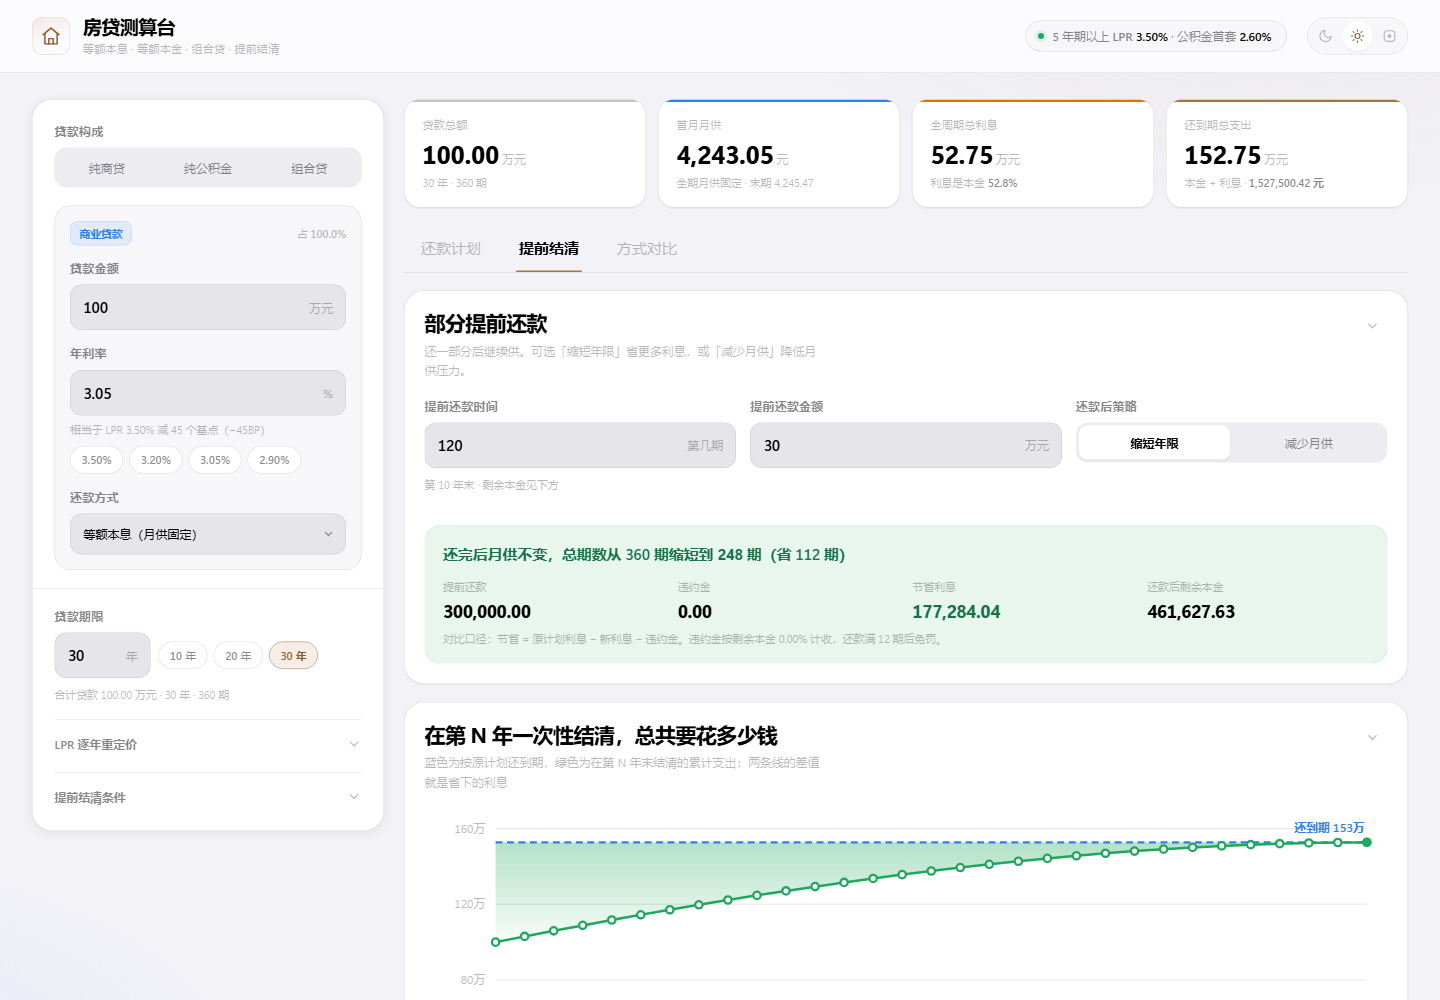 房贷测算台
等额本息 · 等额本金 · 组合贷 · 提前结清
5 年期以上 LPR 3.50% · 公积金首套 2.60%
贷款构成
纯商贷 纯公积金 组合贷
商业贷款 占 100.0%
贷款金额
100 万元
年利率
3.05 %
相当于 LPR 3.50% 减 45 个基点（−45BP）
3.50% 3.20% 3.05% 2.90%
还款方式
等额本息（月供固定）
贷款期限
30 年 10 年 20 年 30 年
合计贷款 100.00 万元 · 30 年 · 360 期
LPR 逐年重定价
提前结清条件
贷款总额
100.00 万元
30 年 · 360 期
首月月供
4,243.05 元
全期月供固定 · 末期 4,245.47
全周期总利息
52.75 万元
利息是本金 52.8%
还到期总支出
152.75 万元
本金 + 利息 · 1,527,500.42 元
还款计划 提前结清 方式对比
部分提前还款
还一部分后继续供。可选「缩短年限」省更多利息，或「减少月供」降低月
供压力。
提前还款时间 提前还款金额 还款后策略
120 第几期 30 万元 缩短年限 减少月供
第 10 年末 · 剩余本金见下方
还完后月供不变，总期数从 360 期缩短到 248 期（省 112 期）
提前还款 违约金 节省利息 还款后剩余本金
300,000.00 0.00 177,284.04 461,627.63
对比口径：节省 = 原计划利息 − 新利息 − 违约金。违约金按剩余本金 0.00% 计收，还款满 12 期后免罚。
在第 N 年一次性结清，总共要花多少钱
蓝色为按原计划还到期，绿色为在第 N 年末结清的累计支出；两条线的差值
就是省下的利息
160万
还到期 153万
120万
80万